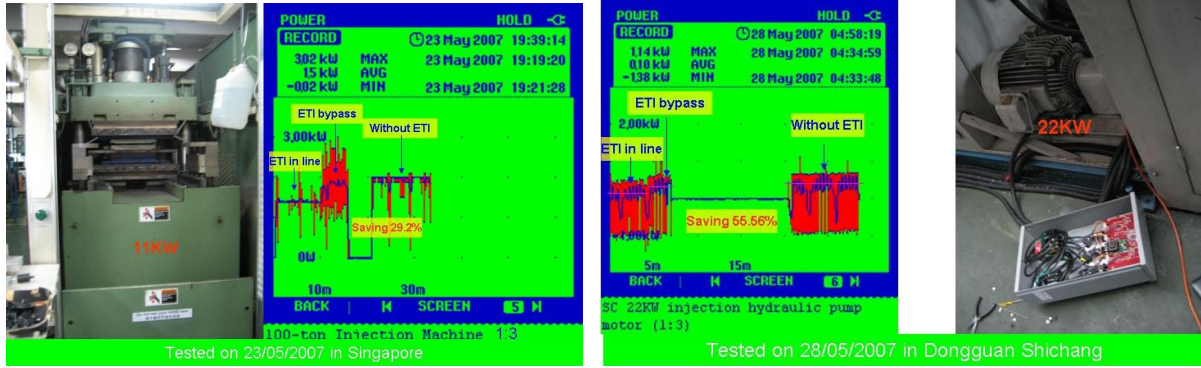 11KW
POWER HOLD
RECORD 23 May 2007 19:39:14
3,02 kW MAX 23 May 2007 19:19:20
1,5 kW AVG
-0,02 kW MIN 23 May 2007 19:21:28
ETI bypass
3,00kW
Without ETI
ETI in line
Saving 29.2%
0W
10m 30m
BACK SCREEN 5
100-ton Injection Machine 1:3
Tested on 23/05/2007 in Singapore
POWER HOLD
RECORD 28 May 2007 04:58:19
1,14 kW MAX 28 May 2007 04:34:59
0,10 kW AVG
-1,38 kW MIN 28 May 2007 04:33:48
ETI bypass
2,00kW
Without ETI
ETI in line
Saving 55.56%
5m 15m
BACK SCREEN 6
SC 22KW injection hydraulic pump
motor (1:3)
22KW
Tested on 28/05/2007 in Dongguan Shichang